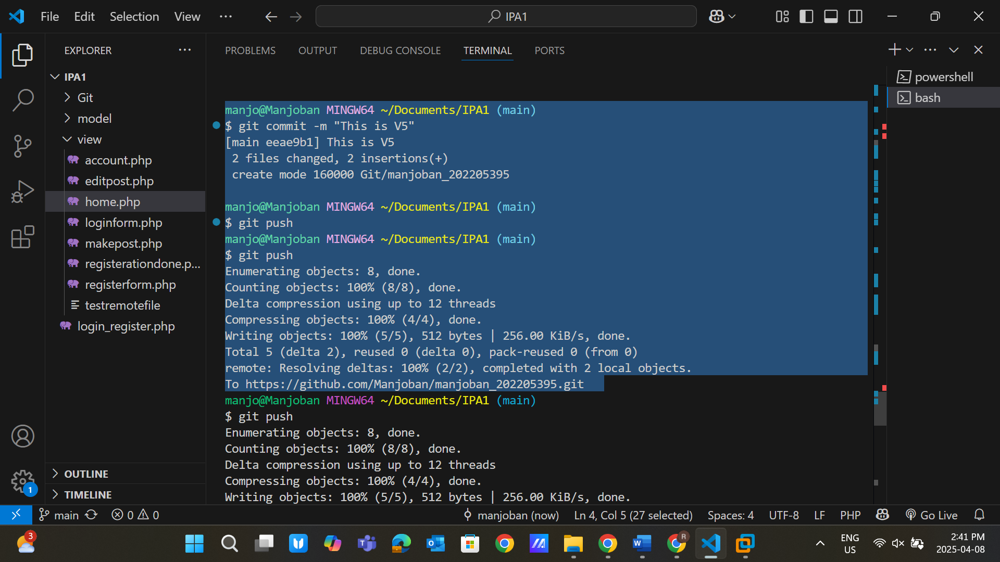 File Edit Selection View ··· IPA1
EXPLORER ···
IPA1
Git
model
view
account.php
editpost.php
home.php
loginform.php
makepost.php
registerationdone.p...
registerform.php
testremotefile
login_register.php
OUTLINE
TIMELINE
PROBLEMS OUTPUT DEBUG CONSOLE TERMINAL PORTS
manjo@Manjoban MINGW64 ~/Documents/IPA1 (main)
$ git commit -m "This is V5"
[main eeae9b1] This is V5
2 files changed, 2 insertions(+)
create mode 160000 Git/manjoban_202205395
manjo@Manjoban MINGW64 ~/Documents/IPA1 (main)
$ git push
manjo@Manjoban MINGW64 ~/Documents/IPA1 (main)
$ git push
Enumerating objects: 8, done.
Counting objects: 100% (8/8), done.
Delta compression using up to 12 threads
Compressing objects: 100% (4/4), done.
Writing objects: 100% (5/5), 512 bytes | 256.00 KiB/s, done.
Total 5 (delta 2), reused 0 (delta 0), pack-reused 0 (from 0)
remote: Resolving deltas: 100% (2/2), completed with 2 local objects.
To https://github.com/Manjoban/manjoban_202205395.git
manjo@Manjoban MINGW64 ~/Documents/IPA1 (main)
$ git push
Enumerating objects: 8, done.
Counting objects: 100% (8/8), done.
Delta compression using up to 12 threads
Compressing objects: 100% (4/4), done.
Writing objects: 100% (5/5), 512 bytes | 256.00 KiB/s, done.
powershell
bash
1
main 0 0 manjoban (now) Ln 4, Col 5 (27 selected) Spaces: 4 UTF-8 LF PHP Go Live
3
R
ENG
US
2:41 PM
2025-04-08